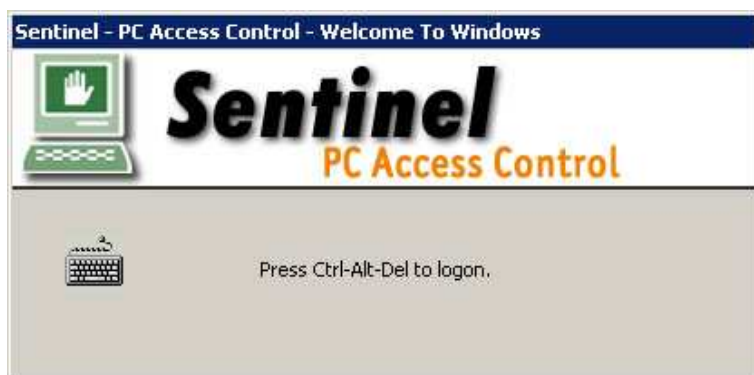 Sentinel - PC Access Control - Welcome To Windows
Sentinel
PC Access Control
Press Ctrl-Alt-Del to logon.